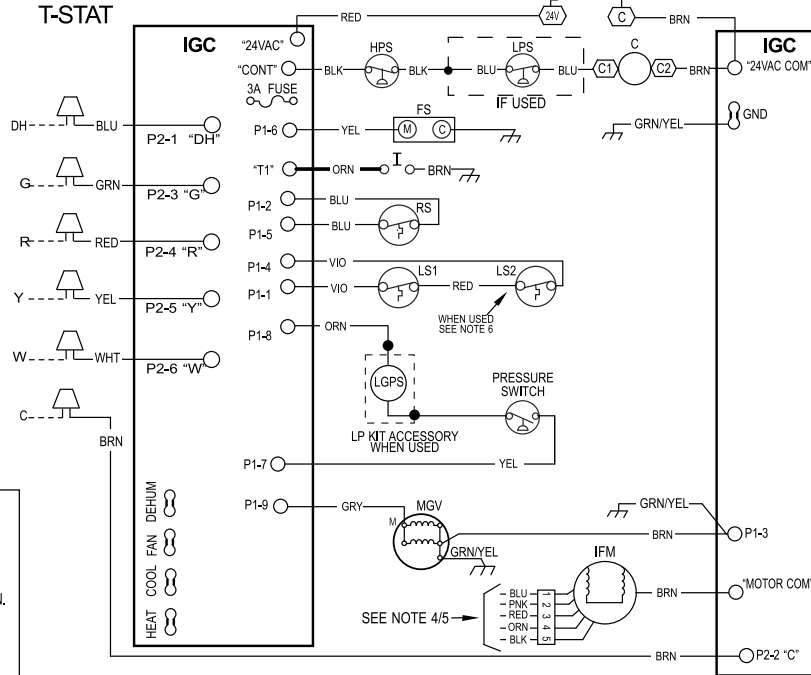 T-STAT
RED
24V
C
BRN
IGC
IGC
"24VAC"
"CONT"
BLK
HPS
BLK
BLU
LPS
BLU
C1
C
C2
BRN
"24VAC COM"
IF USED
3A FUSE
DH
BLU
P2-1 "DH"
P1-6
YEL
FS
M
C
GRN/YEL
GND
"T1"
ORN
I
BRN
G
GRN
P2-3 "G"
P1-2
BLU
RS
P1-5
BLU
R
RED
P2-4 "R"
P1-4
VIO
P1-1
VIO
LS1
RED
LS2
WHEN USED
SEE NOTE 6
Y
YEL
P2-5 "Y"
P1-8
ORN
W
WHT
P2-6 "W"
LGPS
PRESSURE
SWITCH
LP KIT ACCESSORY
WHEN USED
C
BRN
P1-7
YEL
DEHUM
FAN
COOL
HEAT
P1-9
GRY
M
MGV
GRN/YEL
GRN/YEL
BRN
P1-3
IFM
SEE NOTE 4/5
BLU 1
PNK 2
RED 3
ORN 4
BLK 5
BRN
"MOTOR COM"
BRN
P2-2 "C"